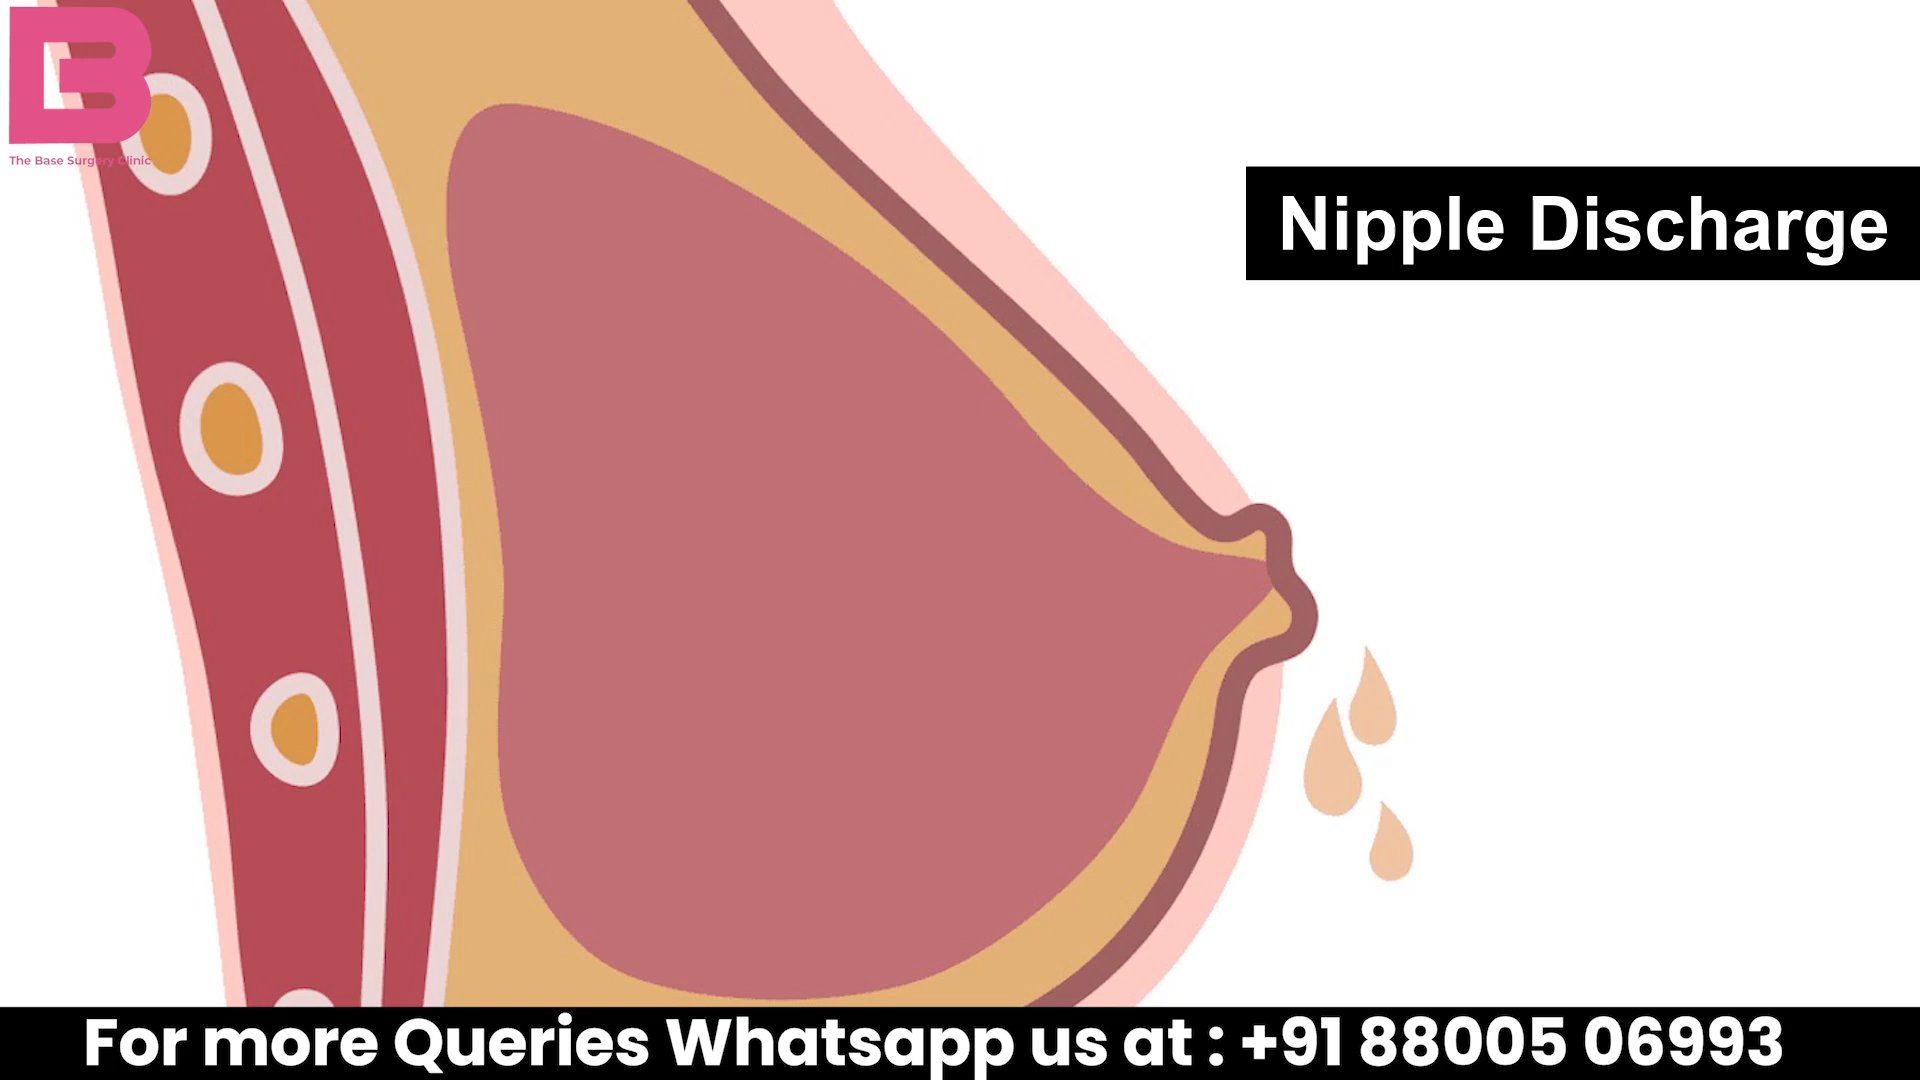 The Base Surgery Clinic
Nipple Discharge
For more Queries Whatsapp us at : +91 88005 06993